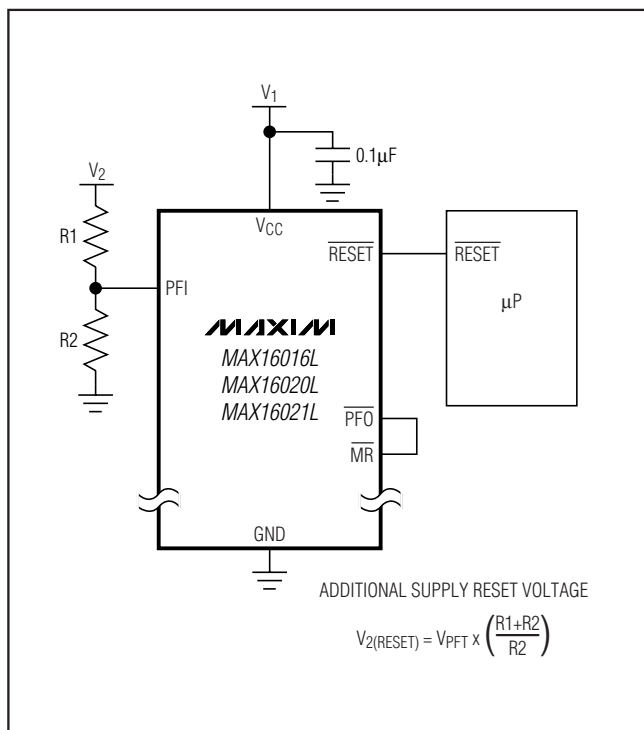 V1
0.1μF
V2
R1
R2
VCC
PFI
RESET
RESET
μP
MAXIM
MAX16016L
MAX16020L
MAX16021L
PFO
MR
GND
ADDITIONAL SUPPLY RESET VOLTAGE
V2(RESET) = VPFT x (R1+R2/R2)